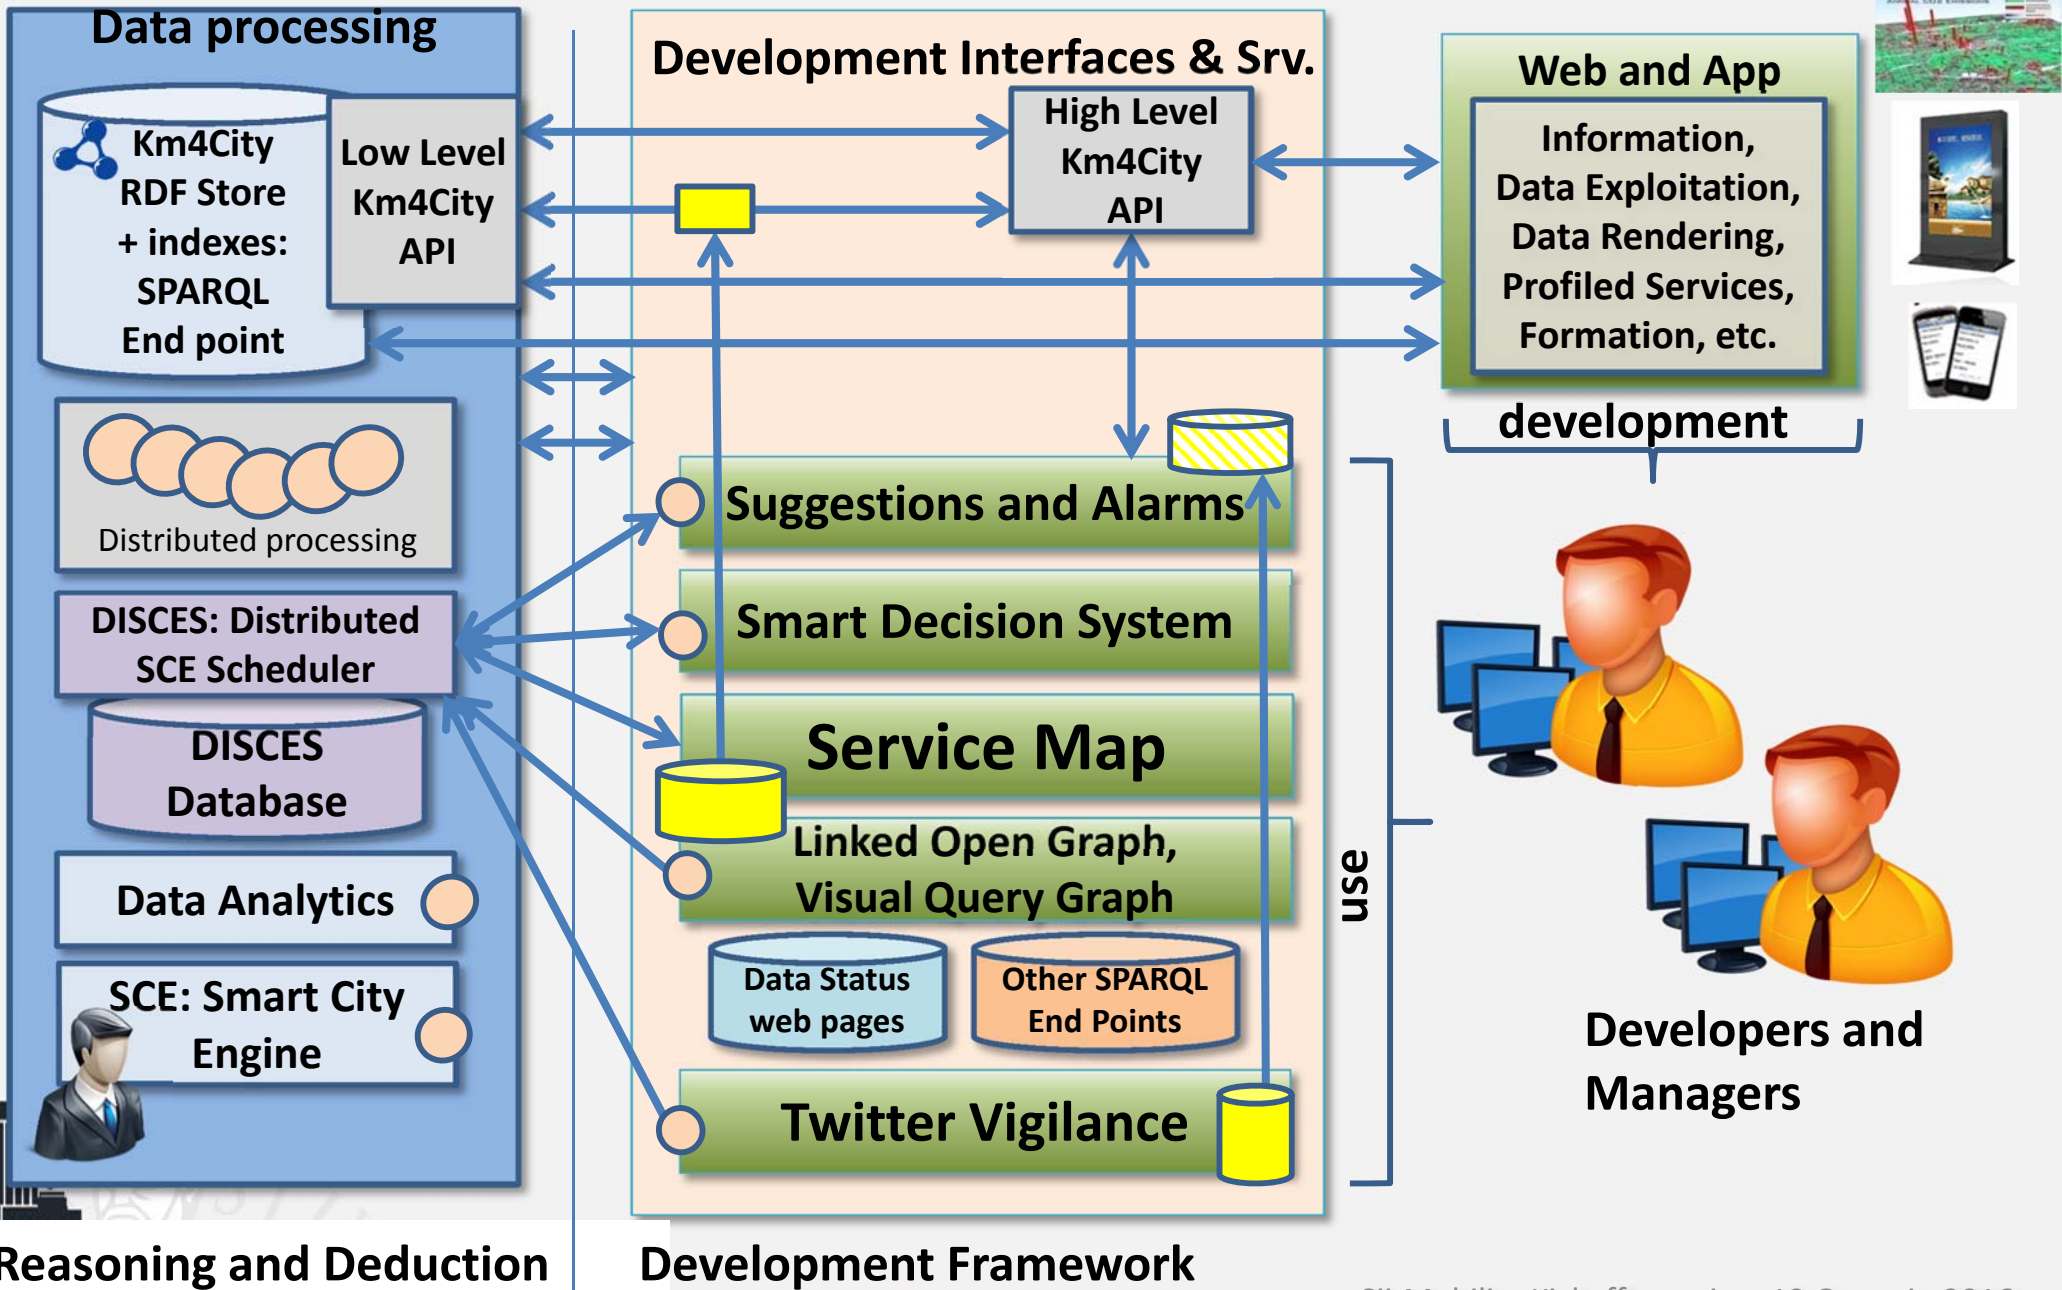 Data processing
Km4City
RDF Store
+ indexes:
SPARQL
End point
Low Level
Km4City
API
Distributed processing
DISCES: Distributed
SCE Scheduler
DISCES
Database
Data Analytics
SCE: Smart City
Engine
Reasoning and Deduction
Development Interfaces & Srv.
High Level
Km4City
API
Suggestions and Alarms
Smart Decision System
Service Map
Linked Open Graph,
Visual Query Graph
Data Status
web pages
Other SPARQL
End Points
Twitter Vigilance
Development Framework
Web and App
Information,
Data Exploitation,
Data Rendering,
Profiled Services,
Formation, etc.
development
use
Developers and
Managers